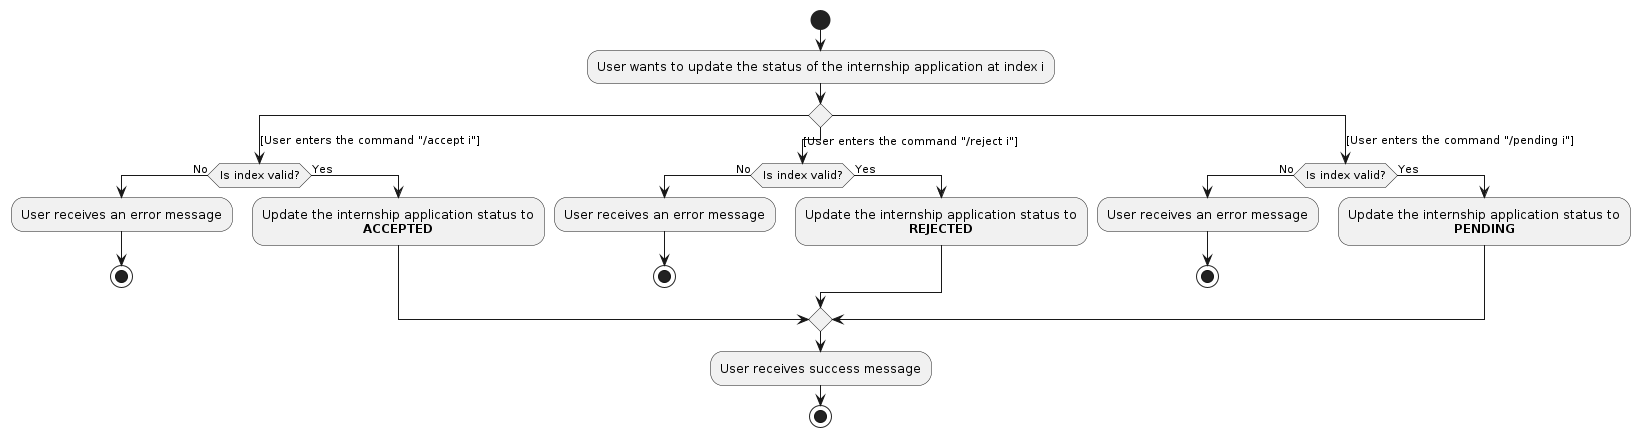 User wants to update the status of the internship application at index i
[User enters the command "/accept i"]
[User enters the command "/reject i"]
[User enters the command "/pending i"]
No
Is index valid?
Yes
No
Is index valid?
Yes
No
Is index valid?
Yes
User receives an error message
Update the internship application status to
ACCEPTED
User receives an error message
Update the internship application status to
REJECTED
User receives an error message
Update the internship application status to
PENDING
User receives success message